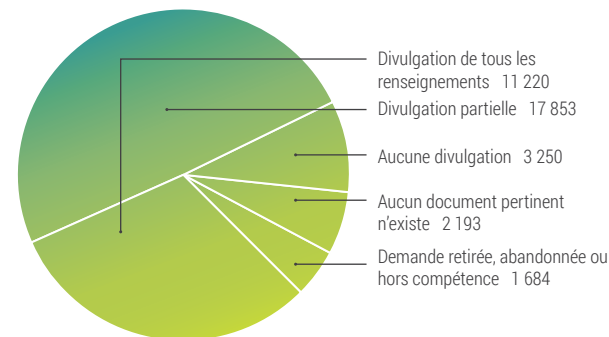 Divulgation de tous les
renseignements 11 220
Divulgation partielle 17 853
Aucune divulgation 3 250
Aucun document pertinent
n'existe 2 193
Demande retirée, abandonnée ou
hors compétence 1 684